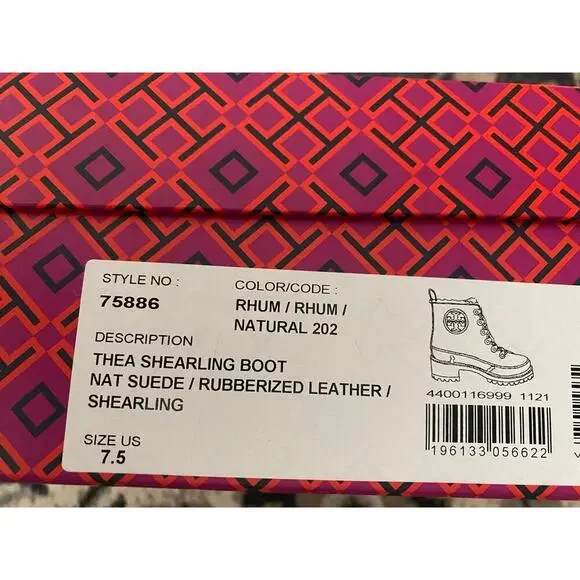 STYLE NO :
75886
COLOR/CODE :
RHUM / RHUM /
NATURAL 202
DESCRIPTION
THEA SHEARLING BOOT
NAT SUEDE / RUBBERIZED LEATHER /
SHEARLING
SIZE US
7.5
4400116999 1121
196133 056622